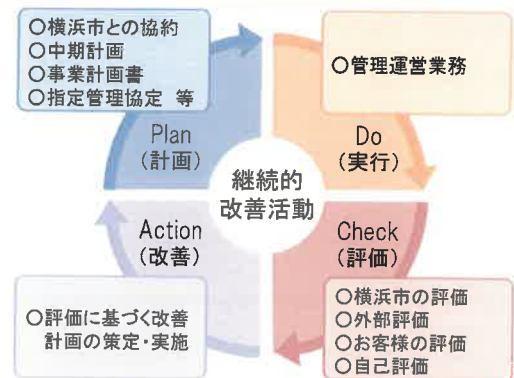 ○横浜市との協約
○中期計画
○事業計画書
○指定管理協定 等
Plan
(計画)
○管理運営業務
Do
(実行)
継続的
改善活動
Action
(改善)
○評価に基づく改善
計画の策定・実施
Check
(評価)
○横浜市の評価
○外部評価
○お客様の評価
○自己評価